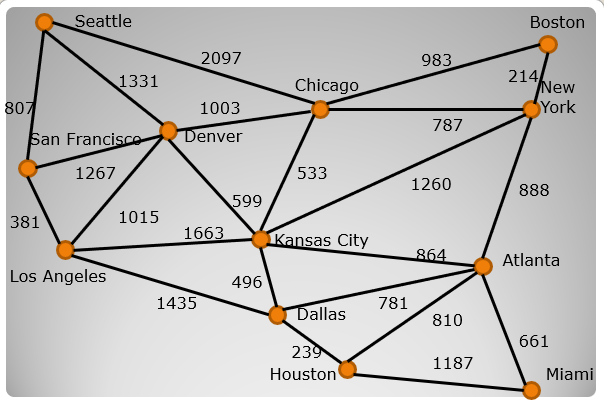 Seattle
Boston
2097
983
1331
214
Chicago
New
York
807
1003
787
San Francisco
Denver
1267
533
1260
888
599
381
1015
1663
Kansas City
864
Atlanta
Los Angeles
496
1435
781
Dallas
810
661
239
1187
Houston
Miami